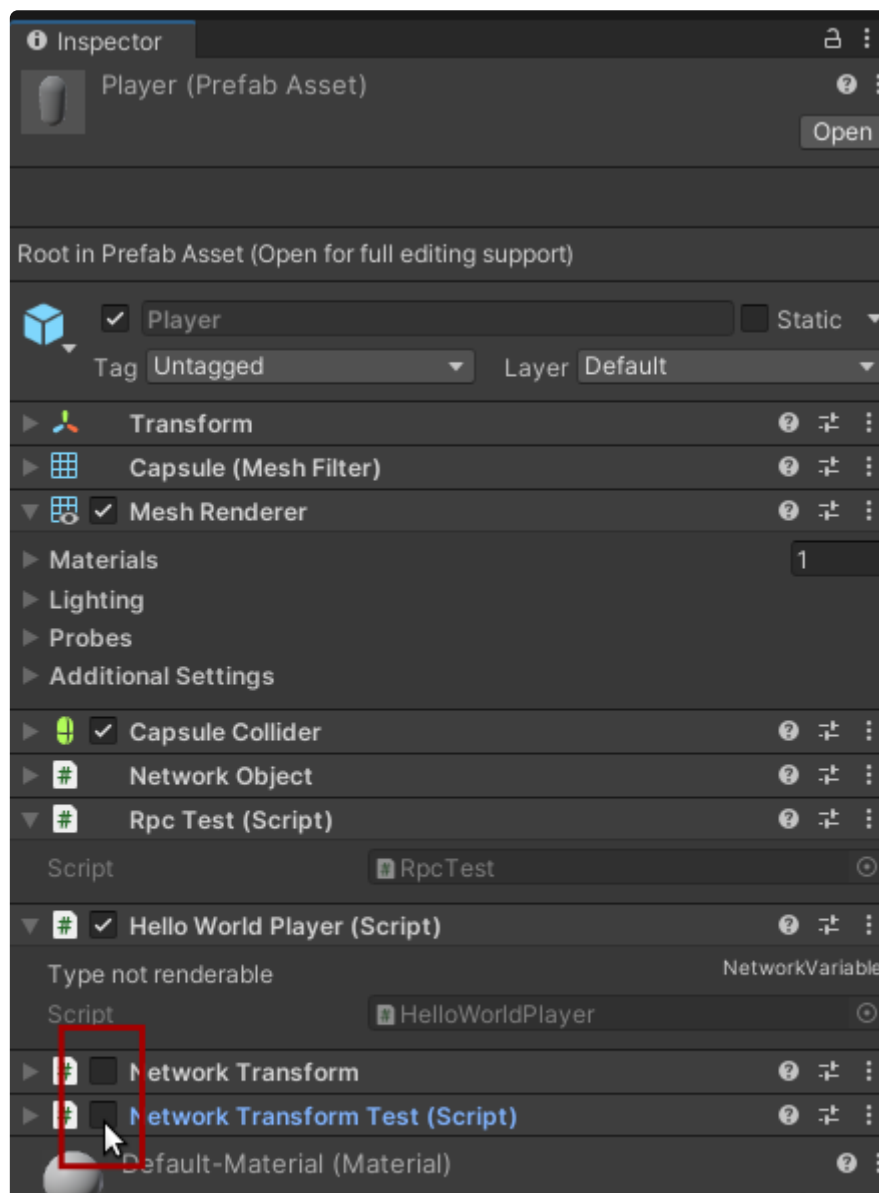 Inspector
Player (Prefab Asset)
Open
Root in Prefab Asset (Open for full editing support)
Player Static
Tag Untagged Layer Default
Transform
Capsule (Mesh Filter)
Mesh Renderer
Materials 1
Lighting
Probes
Additional Settings
Capsule Collider
# Network Object
# Rpc Test (Script)
Script # RpcTest
# Hello World Player (Script)
Type not renderable NetworkVariable
Script # HelloWorldPlayer
# Network Transform
# Network Transform Test (Script)
Default-Material (Material)